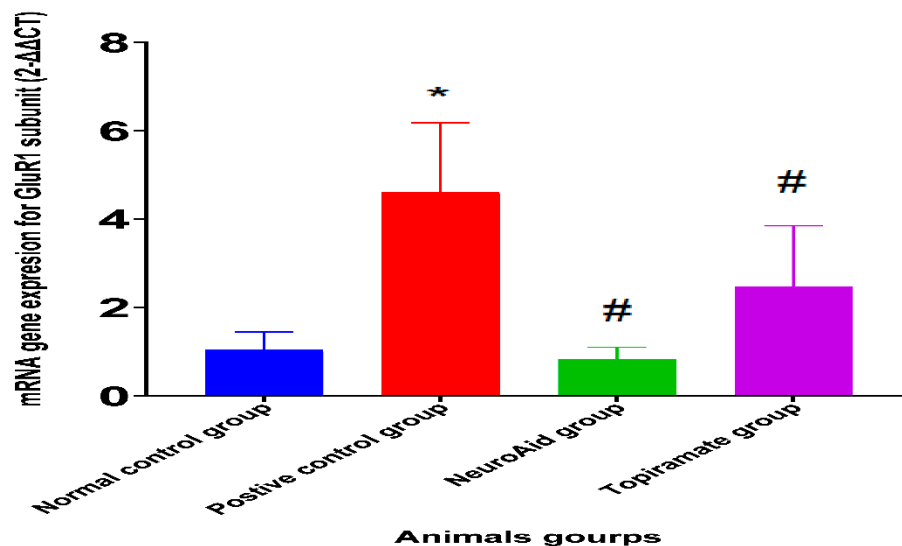 mRNA gene expresion for GluR1 subunit (2-ΔΔCT)
8
6
4
2
0
*
#
#
Normal control group
Postive control group
NeuroAid group
Topiramate group
Animals gourps